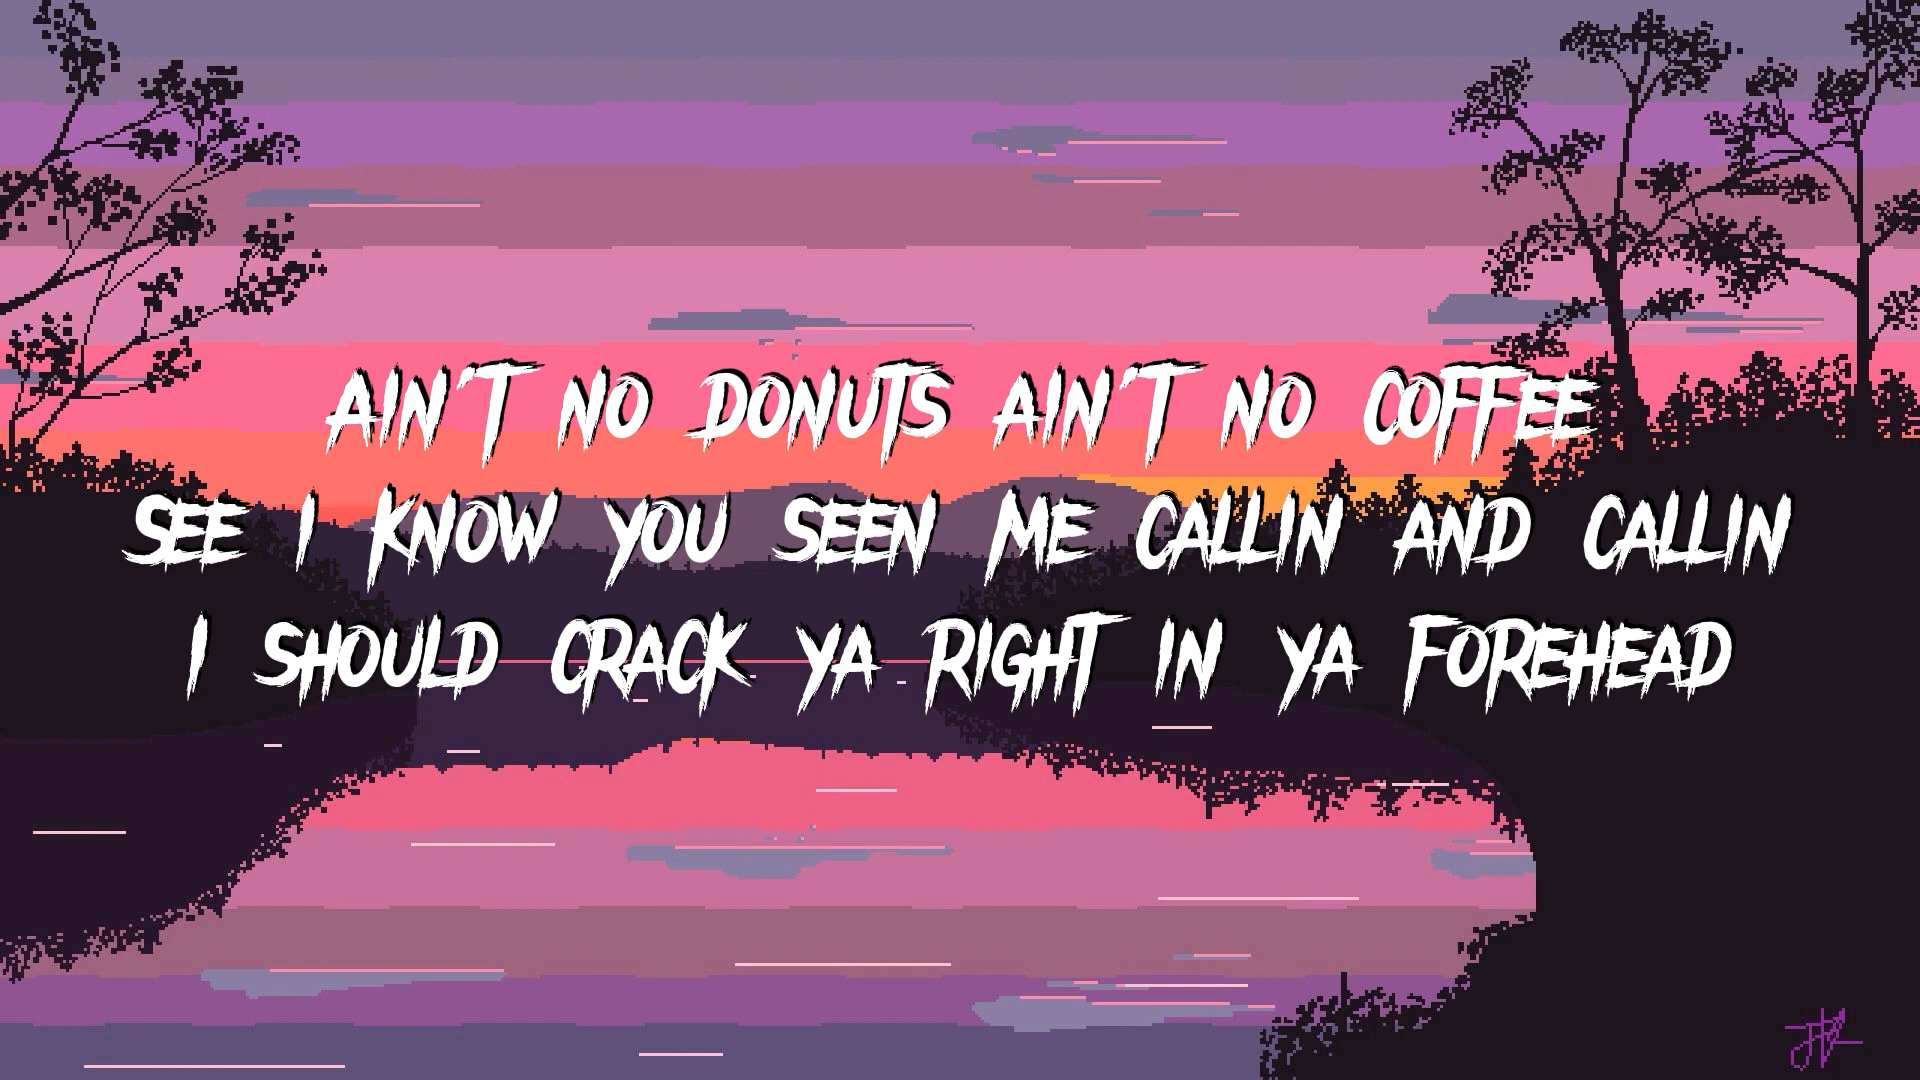 AIN'T NO DONUTS AIN'T NO COFFEE
SEE I KNOW YOU SEEN ME CALLIN AND CALLIN
I SHOULD CRACK YA RIGHT IN YA FOREHEAD